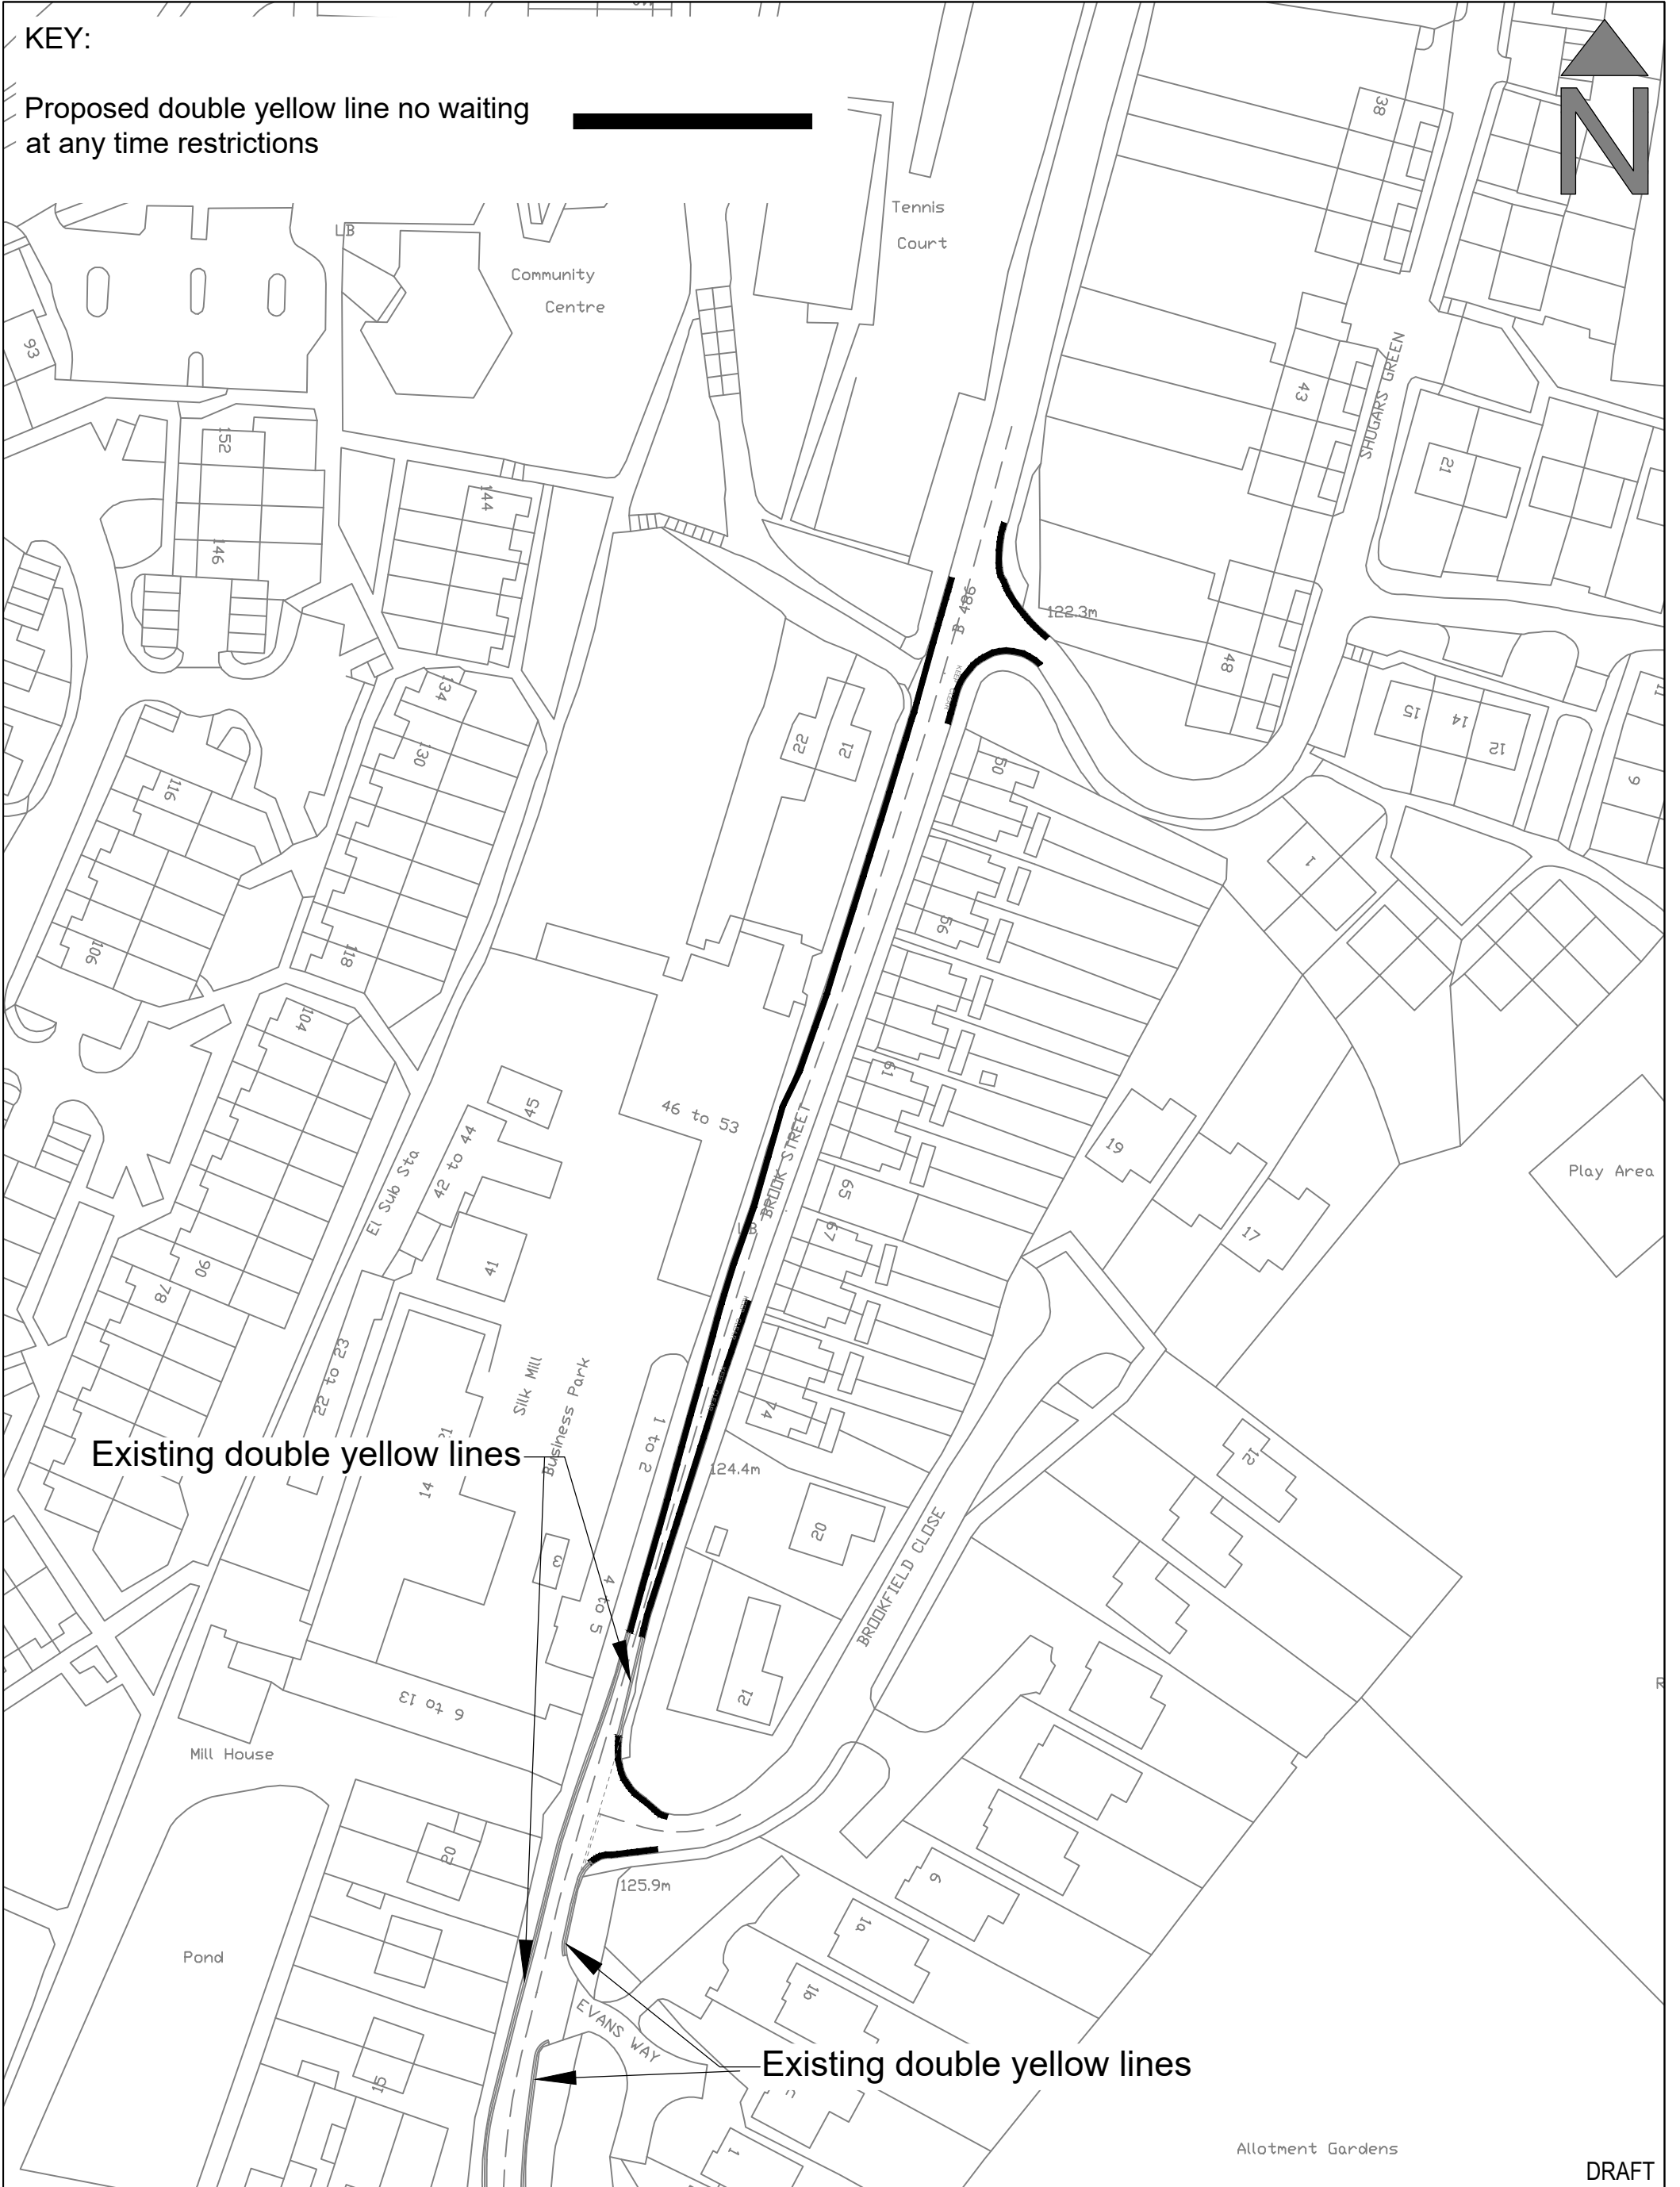 KEY:
Proposed double yellow line no waiting
at any time restrictions
N
LB
Community
Centre
Tennis
Court
38
93
43
SHUGARS GREEN
152
144
21
146
B 486
122.3m
134
48
130
22
21
15
14
12
11
9
50
116
1
56
106
118
104
61
45
46 to 53
42 to 44
BROOK STREET
19
Play Area
El Sub Sta
65
67
LB
17
41
90
78
22 to 23
Silk Mill
Business Park
74
1 to 2
Existing double yellow lines
21
14
124.4m
12
20
3
4 to 5
BROOKFIELD CLOSE
21
6 to 13
Mill House
20
125.9m
6
1a
Pond
1b
EVANS WAY
Existing double yellow lines
15
1
Allotment Gardens
DRAFT